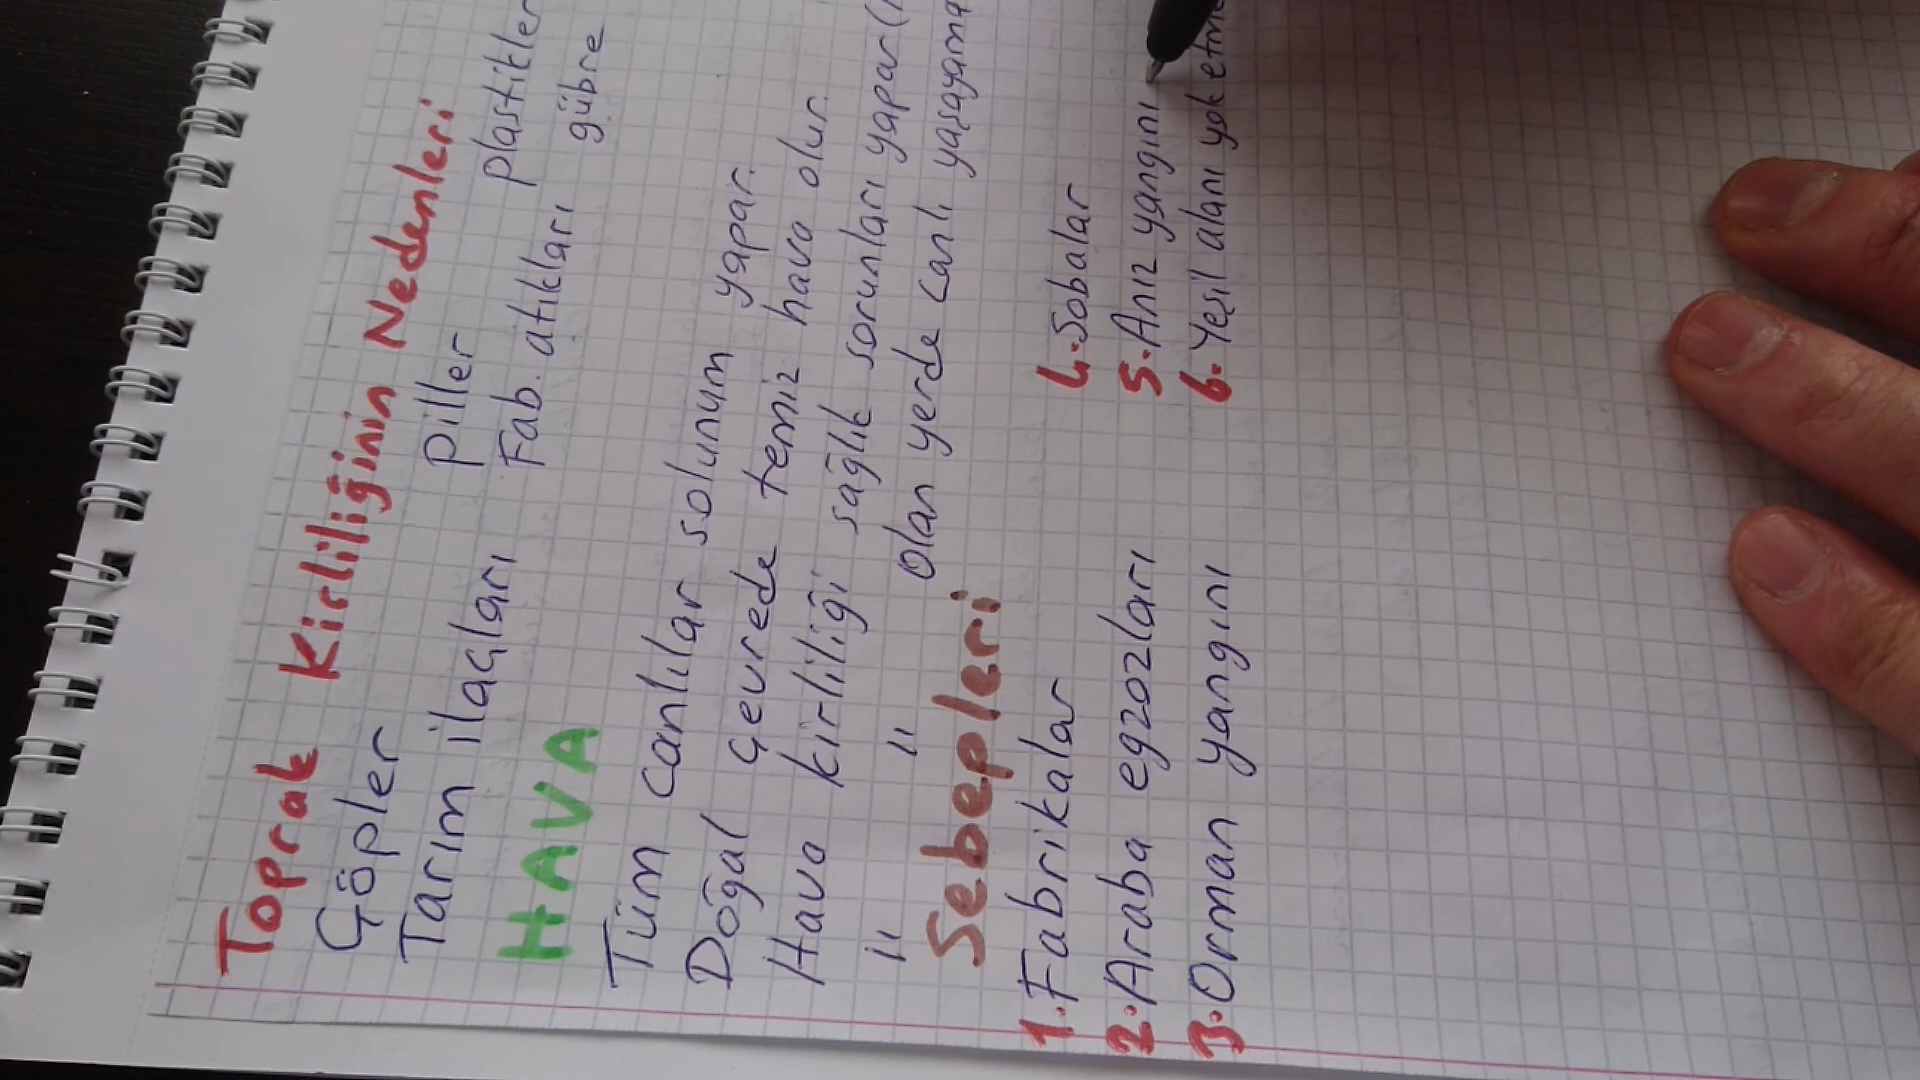 Toprak Kirliliğinin Nedenleri
Çöpler piller plastikler
Tarım ilaçları Fab. atıkları gübre
HAVA
Tüm canlılar solunum yapar.
Doğal çevrede temiz hava olur.
Hava kirliliği sağlık sorunları yapar(
" " olan yerde canlı yaşayama
Sebepleri
1. Fabrikalar 4. Sobalar
2. Araba egzozları 5. Anız yangını
3. Orman yangını 6. Yeşil alanı yok etme